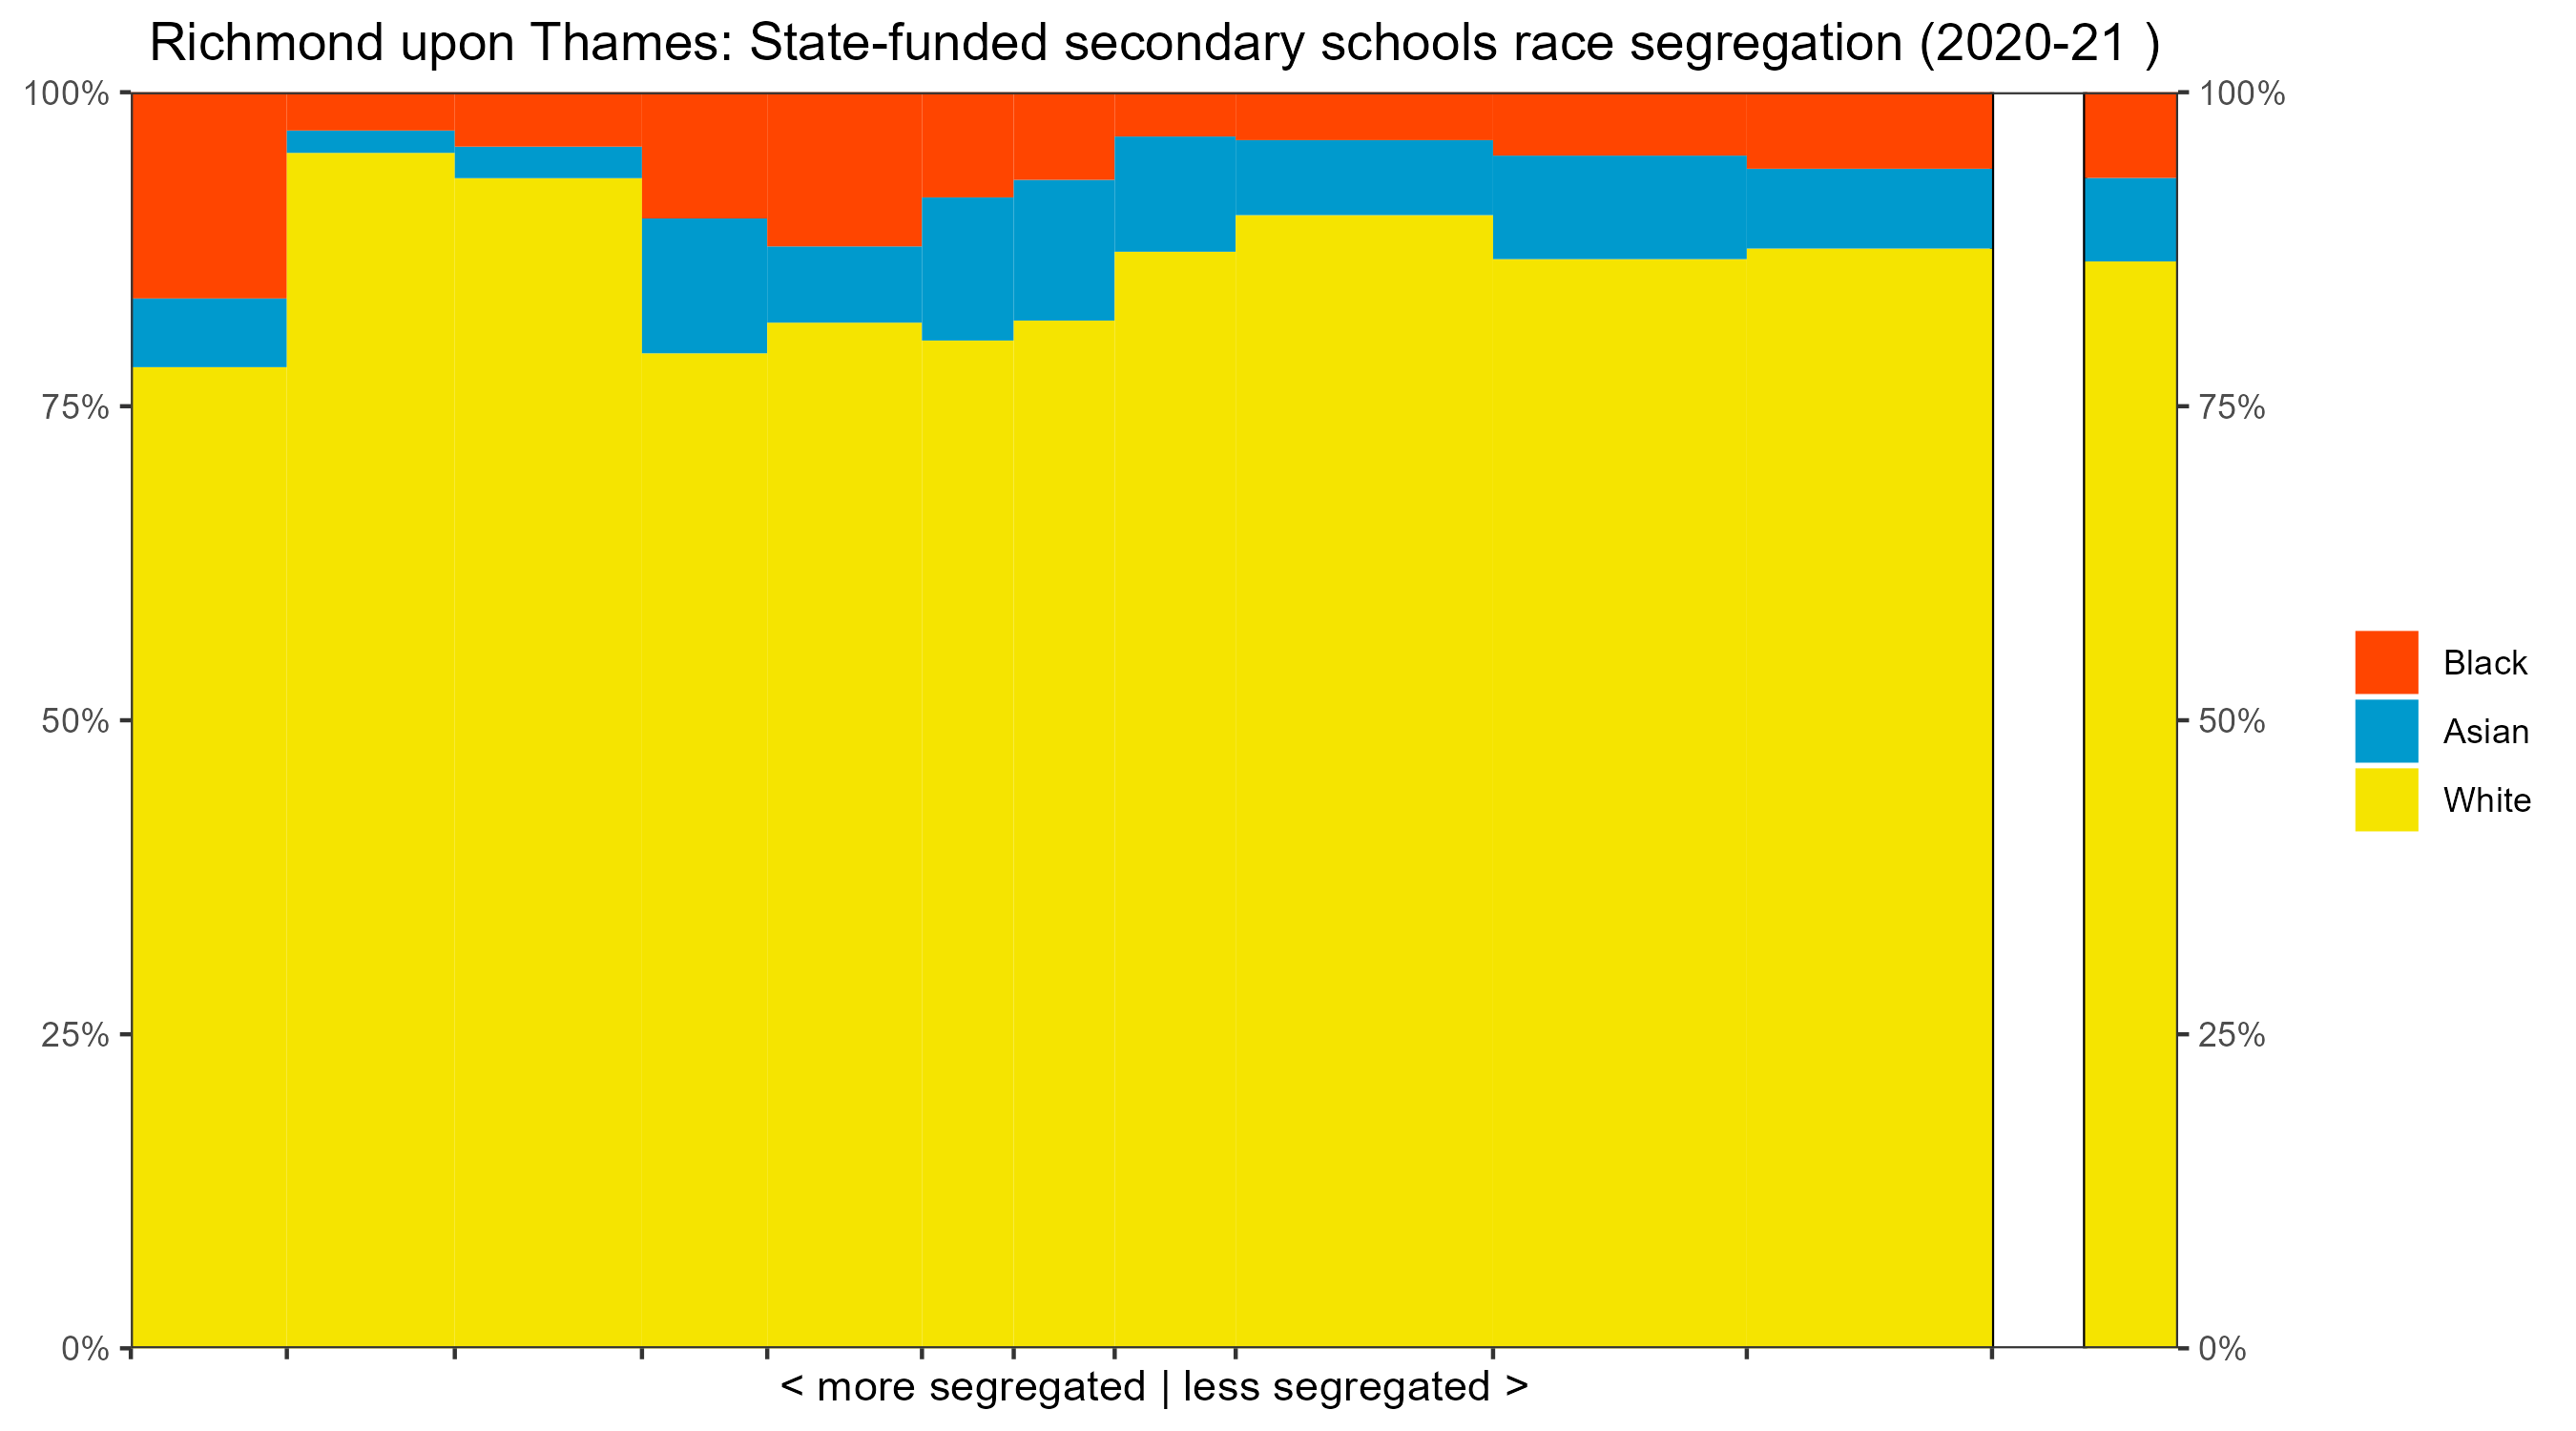 Richmond upon Thames: State-funded secondary schools race segregation (2020-21 )
100%
75%
50%
25%
0%
100%
75%
50%
25%
0%
Black
Asian
White
< more segregated | less segregated >